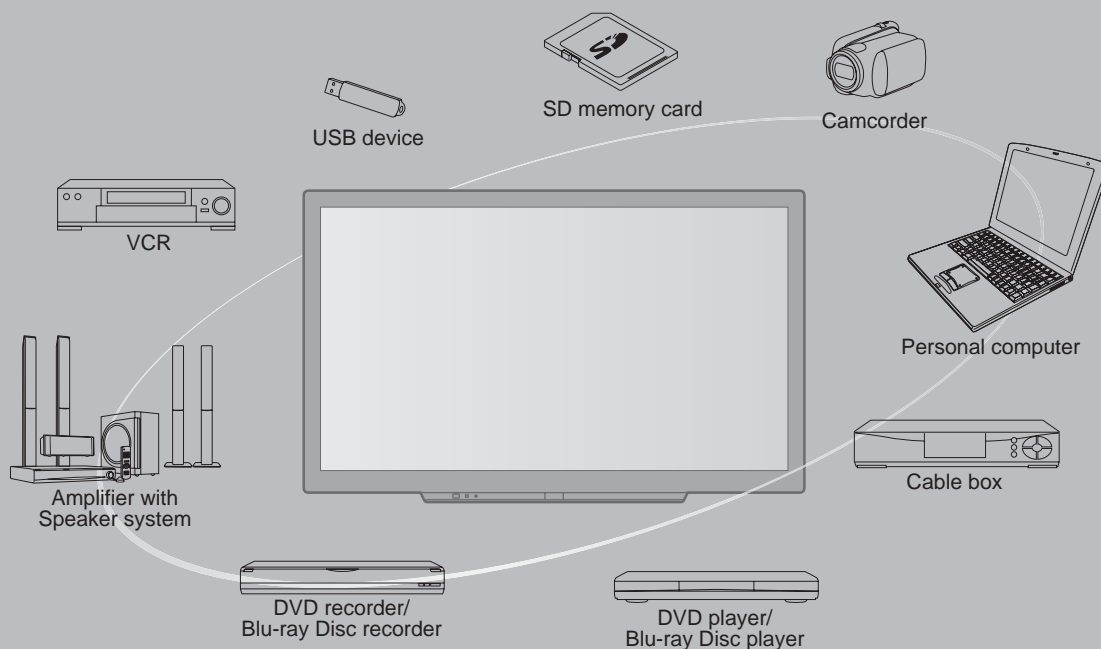 SD
SD memory card
Camcorder
USB device
VCR
Personal computer
Amplifier with
Speaker system
Cable box
DVD recorder/
Blu-ray Disc recorder
DVD player/
Blu-ray Disc player